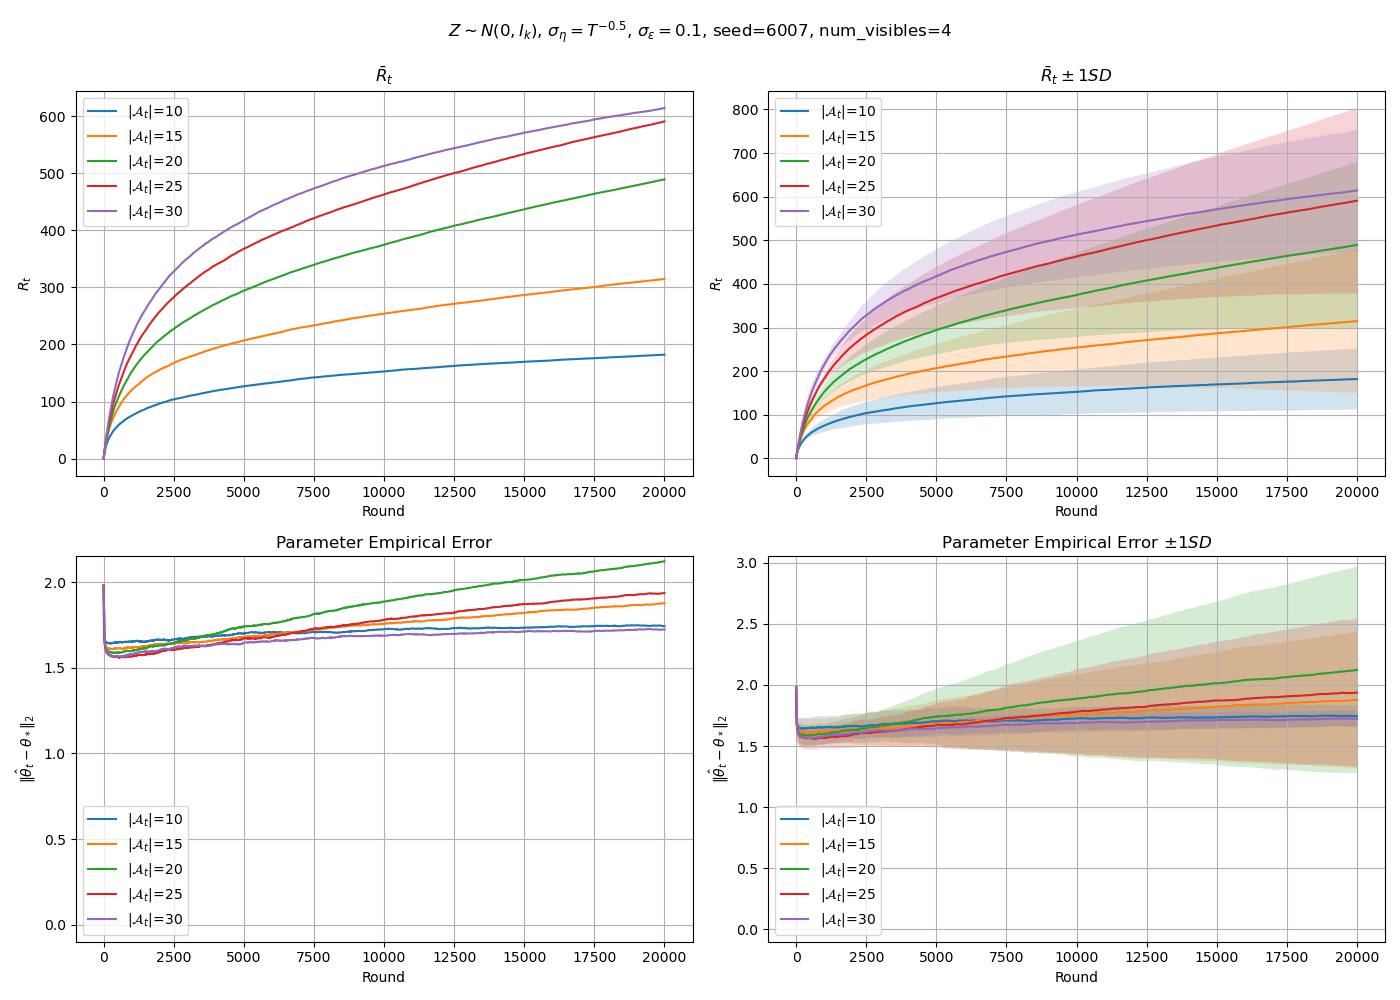 Z ∼ N(0, I_k), σ_η = T^{−0.5}, σ_ε = 0.1, seed=6007, num_visibles=4
R̄_t
R_t
600
500
400
300
200
100
0
|𝒜_t|=10
|𝒜_t|=15
|𝒜_t|=20
|𝒜_t|=25
|𝒜_t|=30
0 2500 5000 7500 10000 12500 15000 17500 20000
Round
R̄_t ± 1SD
R_t
800
700
600
500
400
300
200
100
0
|𝒜_t|=10
|𝒜_t|=15
|𝒜_t|=20
|𝒜_t|=25
|𝒜_t|=30
0 2500 5000 7500 10000 12500 15000 17500 20000
Round
Parameter Empirical Error
‖θ̂_t − θ_*‖_2
2.0
1.5
1.0
0.5
0.0
|𝒜_t|=10
|𝒜_t|=15
|𝒜_t|=20
|𝒜_t|=25
|𝒜_t|=30
0 2500 5000 7500 10000 12500 15000 17500 20000
Round
Parameter Empirical Error ±1SD
‖θ̂_t − θ_*‖_2
3.0
2.5
2.0
1.5
1.0
0.5
0.0
|𝒜_t|=10
|𝒜_t|=15
|𝒜_t|=20
|𝒜_t|=25
|𝒜_t|=30
0 2500 5000 7500 10000 12500 15000 17500 20000
Round